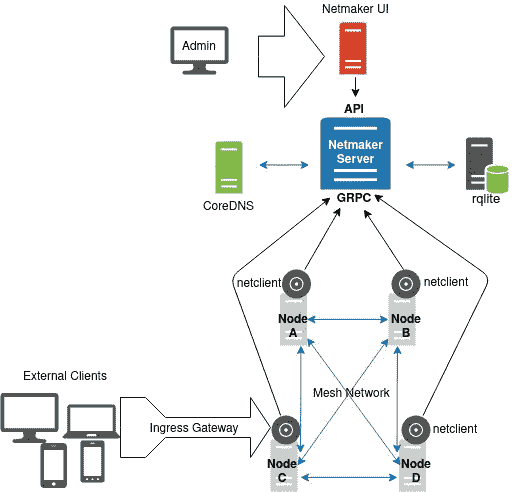 Netmaker UI
Admin
API
Netmaker
Server
CoreDNS
GRPC
rqlite
netclient
netclient
Node
A
Node
B
External Clients
Mesh Network
Ingress Gateway
netclient
Node
C
Node
D